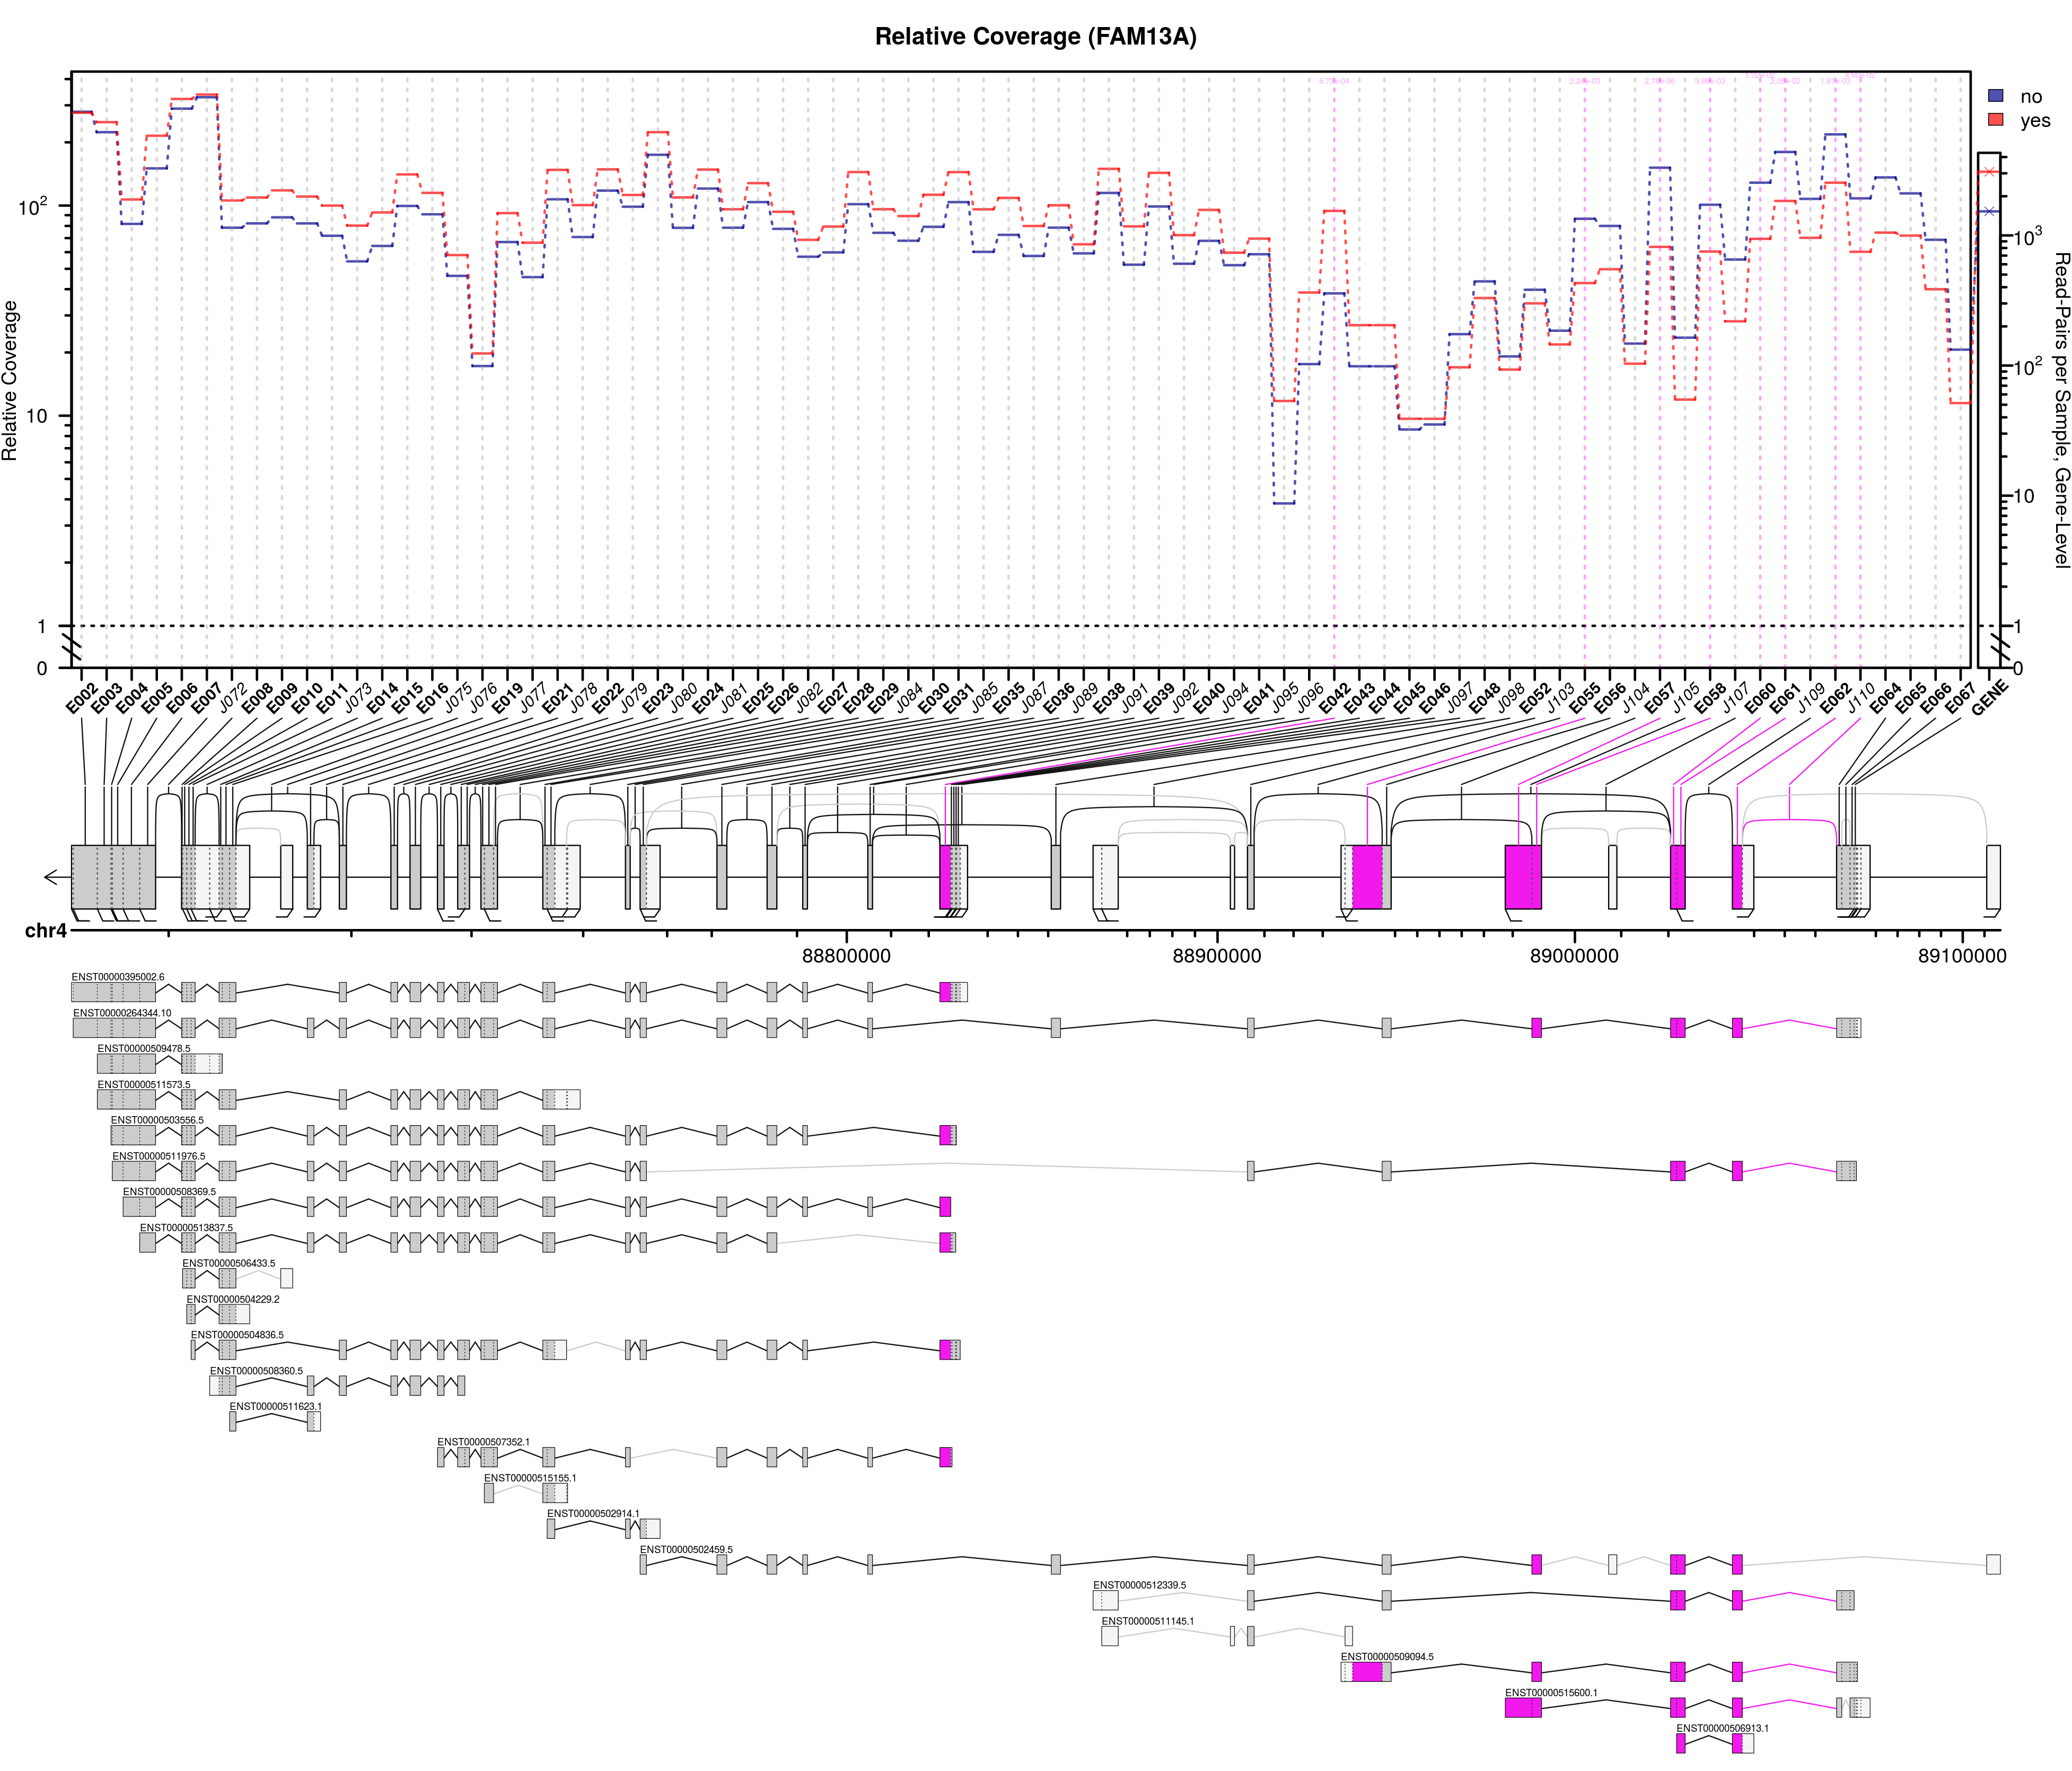 Relative Coverage (FAM13A)
no
yes
Relative Coverage
10²
10
1
0
10³
10²
10
1
0
Read-Pairs per Sample, Gene-Level
E002 E003 E004 E005 E006 E007 J072 E008 E009 E010 E011 J073 E014 E015 E016 J075 J076 E019 J077 E021 J078 E022 J079 E023 J080 E024 J081 E025 E026 J082 E027 E028 E029 J084 E030 E031 J085 E035 J087 E036 J089 E038 J091 E039 J092 E040 J094 E041 J095 J096 E042 E043 E044 E045 E046 J097 E048 J098 E052 J103 E055 E056 J104 E057 J105 E058 J107 E060 E061 J109 E062 J110 E064 E065 E066 E067 GENE
chr4
88800000 88900000 89000000 89100000
ENST00000395002.6
ENST00000264344.10
ENST00000509478.5
ENST00000511573.5
ENST00000503556.5
ENST00000511976.5
ENST00000508369.5
ENST00000513837.5
ENST00000506433.5
ENST00000504229.2
ENST00000504836.5
ENST00000508360.5
ENST00000511623.1
ENST00000507352.1
ENST00000515155.1
ENST00000502914.1
ENST00000502459.5
ENST00000512339.5
ENST00000511145.1
ENST00000509094.5
ENST00000515600.1
ENST00000506913.1